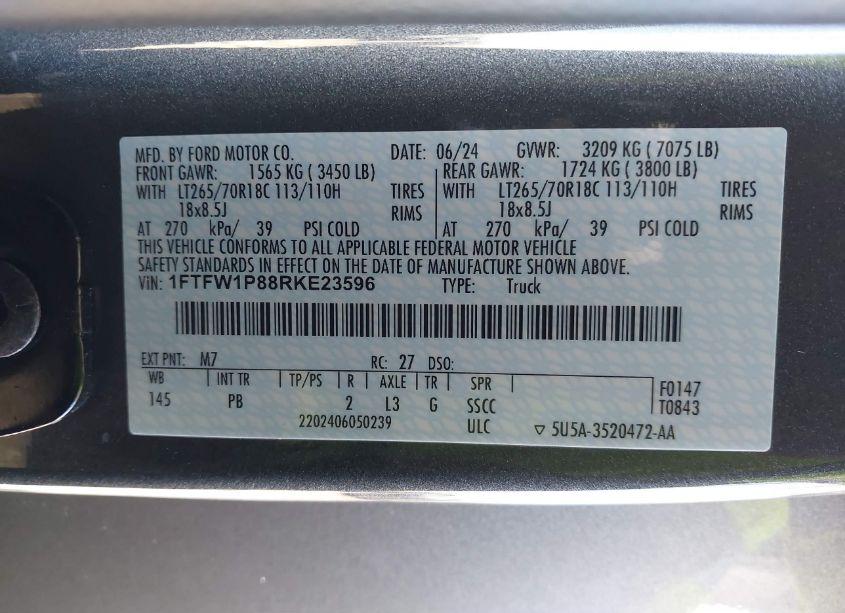 MFD. BY FORD MOTOR CO. DATE: 06/24 GVWR: 3209 KG ( 7075 LB)
FRONT GAWR: 1565 KG ( 3450 LB) REAR GAWR: 1724 KG ( 3800 LB)
WITH LT265/70R18C 113/110H TIRES WITH LT265/70R18C 113/110H TIRES
18x8.5J RIMS 18x8.5J RIMS
AT 270 kPa/ 39 PSI COLD AT 270 kPa/ 39 PSI COLD
THIS VEHICLE CONFORMS TO ALL APPLICABLE FEDERAL MOTOR VEHICLE
SAFETY STANDARDS IN EFFECT ON THE DATE OF MANUFACTURE SHOWN ABOVE.
VIN: 1FTFW1P88RKE23596 TYPE: Truck
EXT PNT: M7 RC: 27 DSO:
WB INT TR TP/PS R AXLE TR SPR F0147
145 PB 2 L3 G SSCC T0843
2202406050239 ULC ▽ 5U5A-3520472-AA